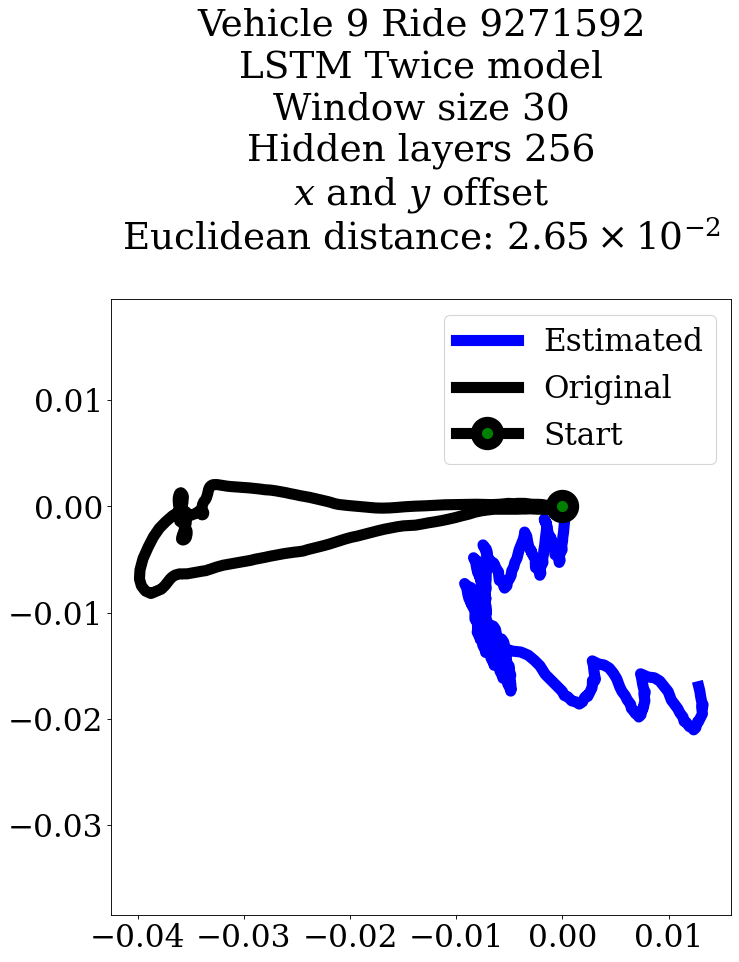 Vehicle 9 Ride 9271592
LSTM Twice model
Window size 30
Hidden layers 256
x and y offset
Euclidean distance: 2.65 × 10⁻²
Estimated
Original
Start
0.01
0.00
−0.01
−0.02
−0.03
−0.04 −0.03 −0.02 −0.01 0.00 0.01